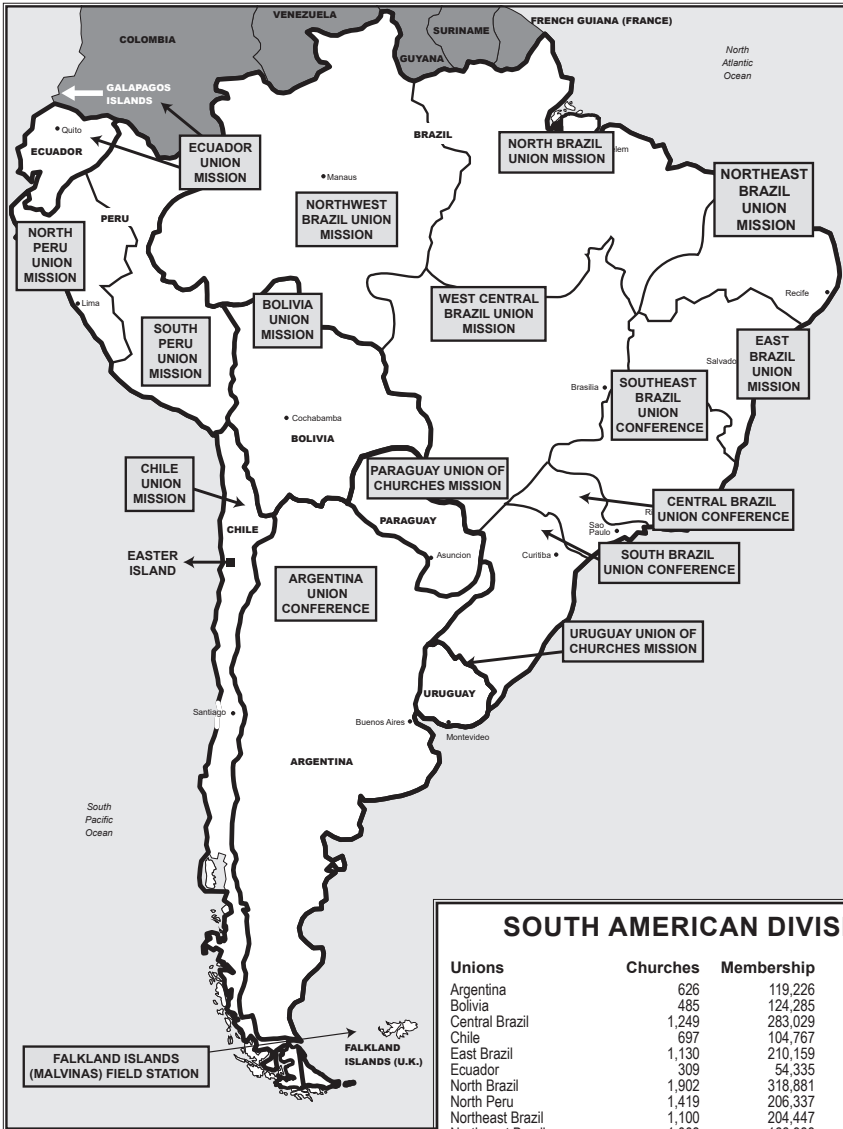 VENEZUELA
FRENCH GUIANA (FRANCE)
COLOMBIA
SURINAME
GUYANA
North
Atlantic
Ocean
GALAPAGOS
ISLANDS
Quito
ECUADOR
ECUADOR
UNION
MISSION
BRAZIL
NORTH BRAZIL
UNION MISSION
lem
Manaus
NORTHEAST
BRAZIL
UNION
MISSION
NORTHWEST
BRAZIL UNION
MISSION
PERU
NORTH
PERU
UNION
MISSION
Lima
BOLIVIA
UNION
MISSION
WEST CENTRAL
BRAZIL UNION
MISSION
Recife
SOUTH
PERU
UNION
MISSION
EAST
BRAZIL
UNION
MISSION
Salvado
Brasilia
SOUTHEAST
BRAZIL
UNION
CONFERENCE
Cochabamba
BOLIVIA
CHILE
UNION
MISSION
PARAGUAY UNION OF
CHURCHES MISSION
CENTRAL BRAZIL
UNION CONFERENCE
Ri
CHILE
PARAGUAY
Sao
Paulo
EASTER
ISLAND
Asuncion
Curitiba
SOUTH BRAZIL
UNION CONFERENCE
ARGENTINA
UNION
CONFERENCE
URUGUAY UNION OF
CHURCHES MISSION
URUGUAY
Santiago
Buenos Aires
Montevideo
ARGENTINA
South
Pacific
Ocean
FALKLAND
ISLANDS (U.K.)
FALKLAND ISLANDS
(MALVINAS) FIELD STATION
SOUTH AMERICAN DIVIS
Unions Churches Membership
Argentina 626 119,226
Bolivia 485 124,285
Central Brazil 1,249 283,029
Chile 697 104,767
East Brazil 1,130 210,159
Ecuador 309 54,335
North Brazil 1,902 318,881
North Peru 1,419 206,337
Northeast Brazil 1,100 204,447